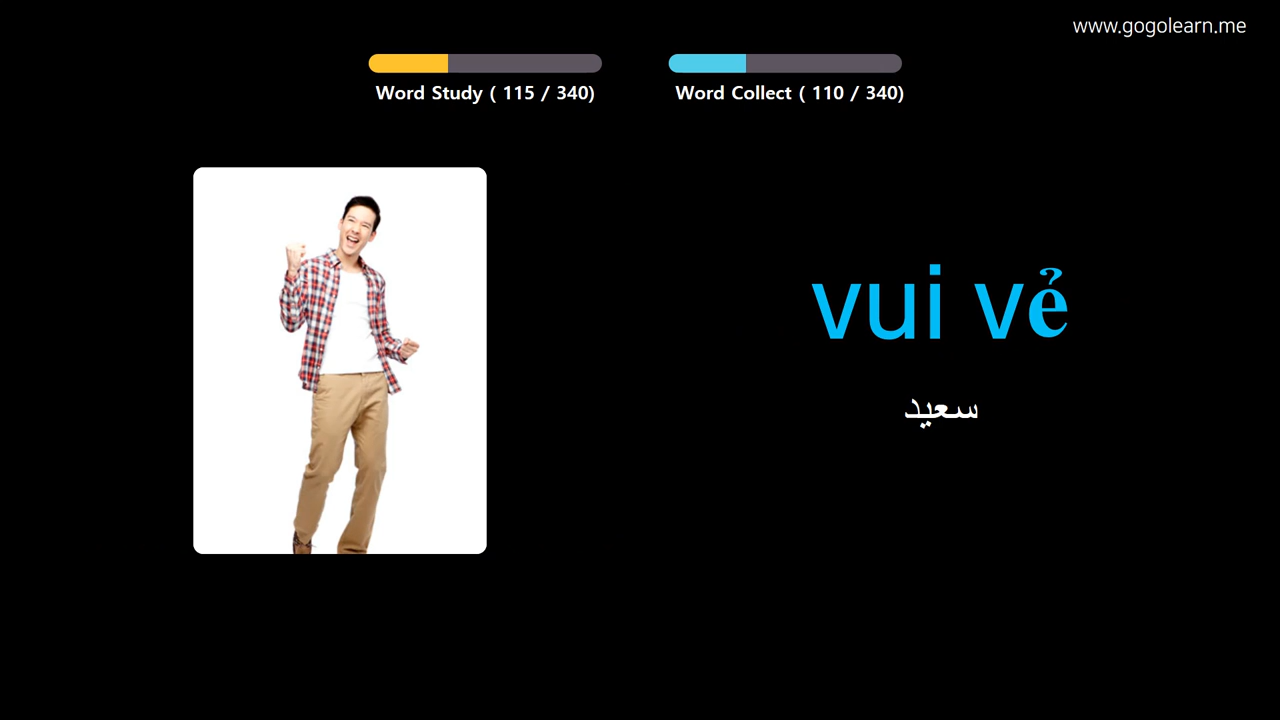 www.gogolearn.me
Word Study ( 115 / 340)
Word Collect ( 110 / 340)
vui vẻ
سعيد